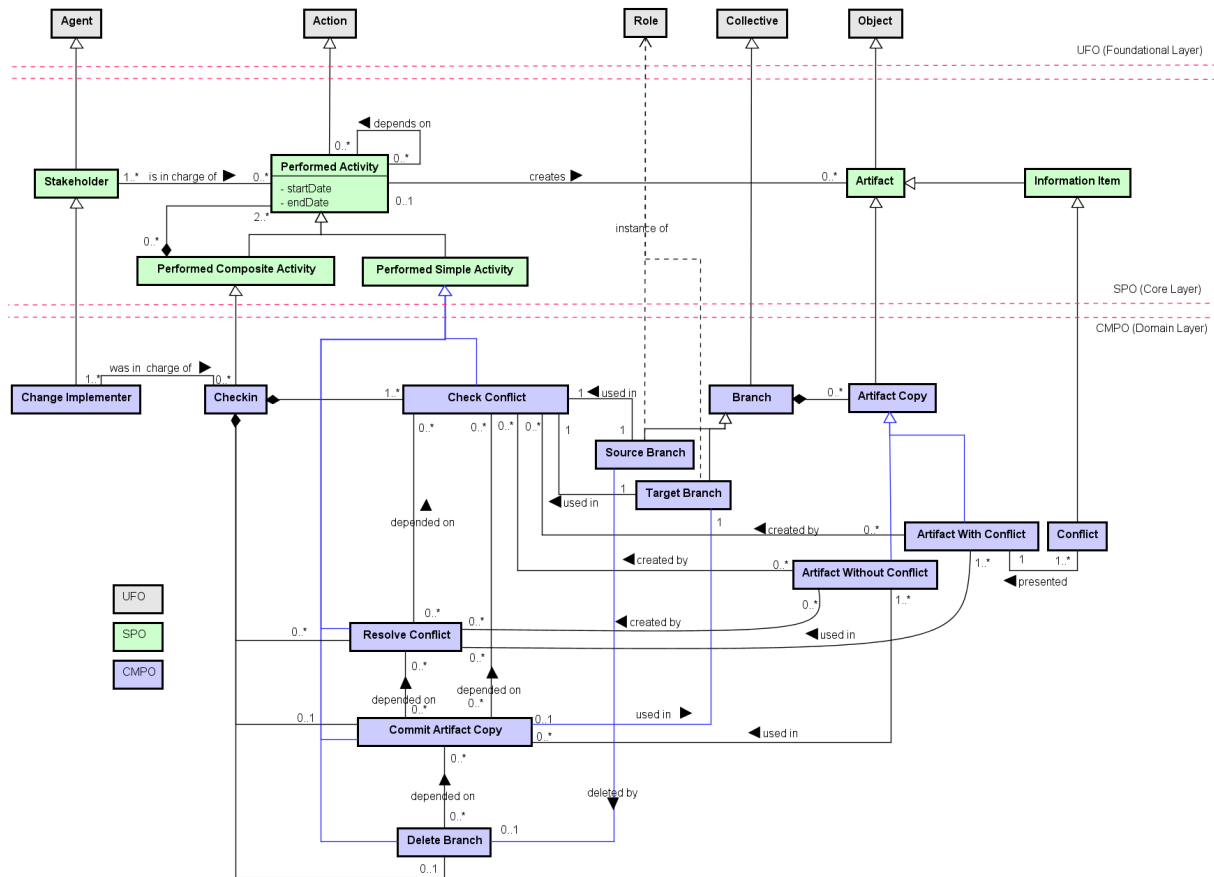 Agent
Action
Role
Collective
Object
UFO (Foundational Layer)
depends on
0..*
0..*
Performed Activity
- startDate
- endDate
Stakeholder
1..*
is in charge of
0..*
creates
0..*
0..1
Artifact
Information Item
2..*
0..*
instance of
Performed Composite Activity
Performed Simple Activity
SPO (Core Layer)
CMPO (Domain Layer)
was in charge of
1..*
0..*
Change Implementer
Checkin
1..*
Check Conflict
1
used in
Branch
0..*
Artifact Copy
0..*
0..*
0..*
0..*
1
1
Source Branch
Target Branch
1
used in
1
depended on
created by
0..*
Artifact With Conflict
Conflict
created by
0..*
Artifact Without Conflict
1..*
1
1..*
presented
UFO
SPO
CMPO
0..*
0..*
0..*
1..*
created by
used in
0..*
Resolve Conflict
0..*
0..*
depended on
depended on
0..*
0..*
0..1
Commit Artifact Copy
0..1
used in
0..*
used in
0..*
depended on
deleted by
0..*
0..1
Delete Branch
0..1